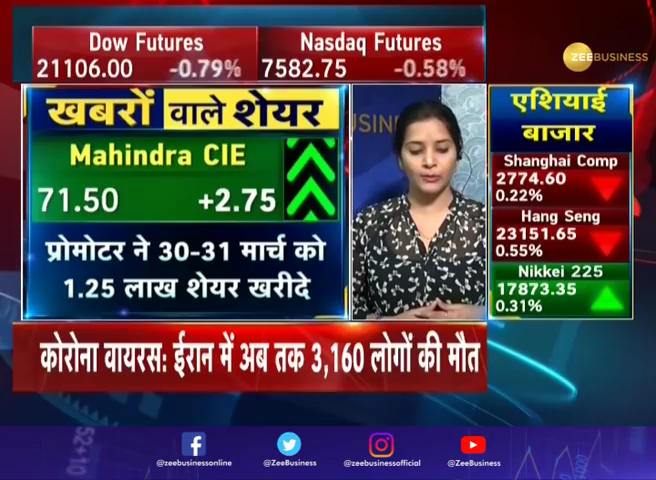 Dow Futures
21106.00 -0.79%
Nasdaq Futures
7582.75 -0.58%
ZEEBUSINESS
खबरों वाले शेयर
Mahindra CIE
71.50 +2.75
प्रोमोटर ने 30-31 मार्च को
1.25 लाख शेयर खरीदे
एशियाई
बाजार
Shanghai Comp
2774.60
0.22%
Hang Seng
23151.65
0.55%
Nikkei 225
17873.35
0.31%
कोरोना वायरस: ईरान में अब तक 3,160 लोगों की मौत
@zeebusinessonline
@ZeeBusiness
@zeebusinessofficial
@ZeeBusiness